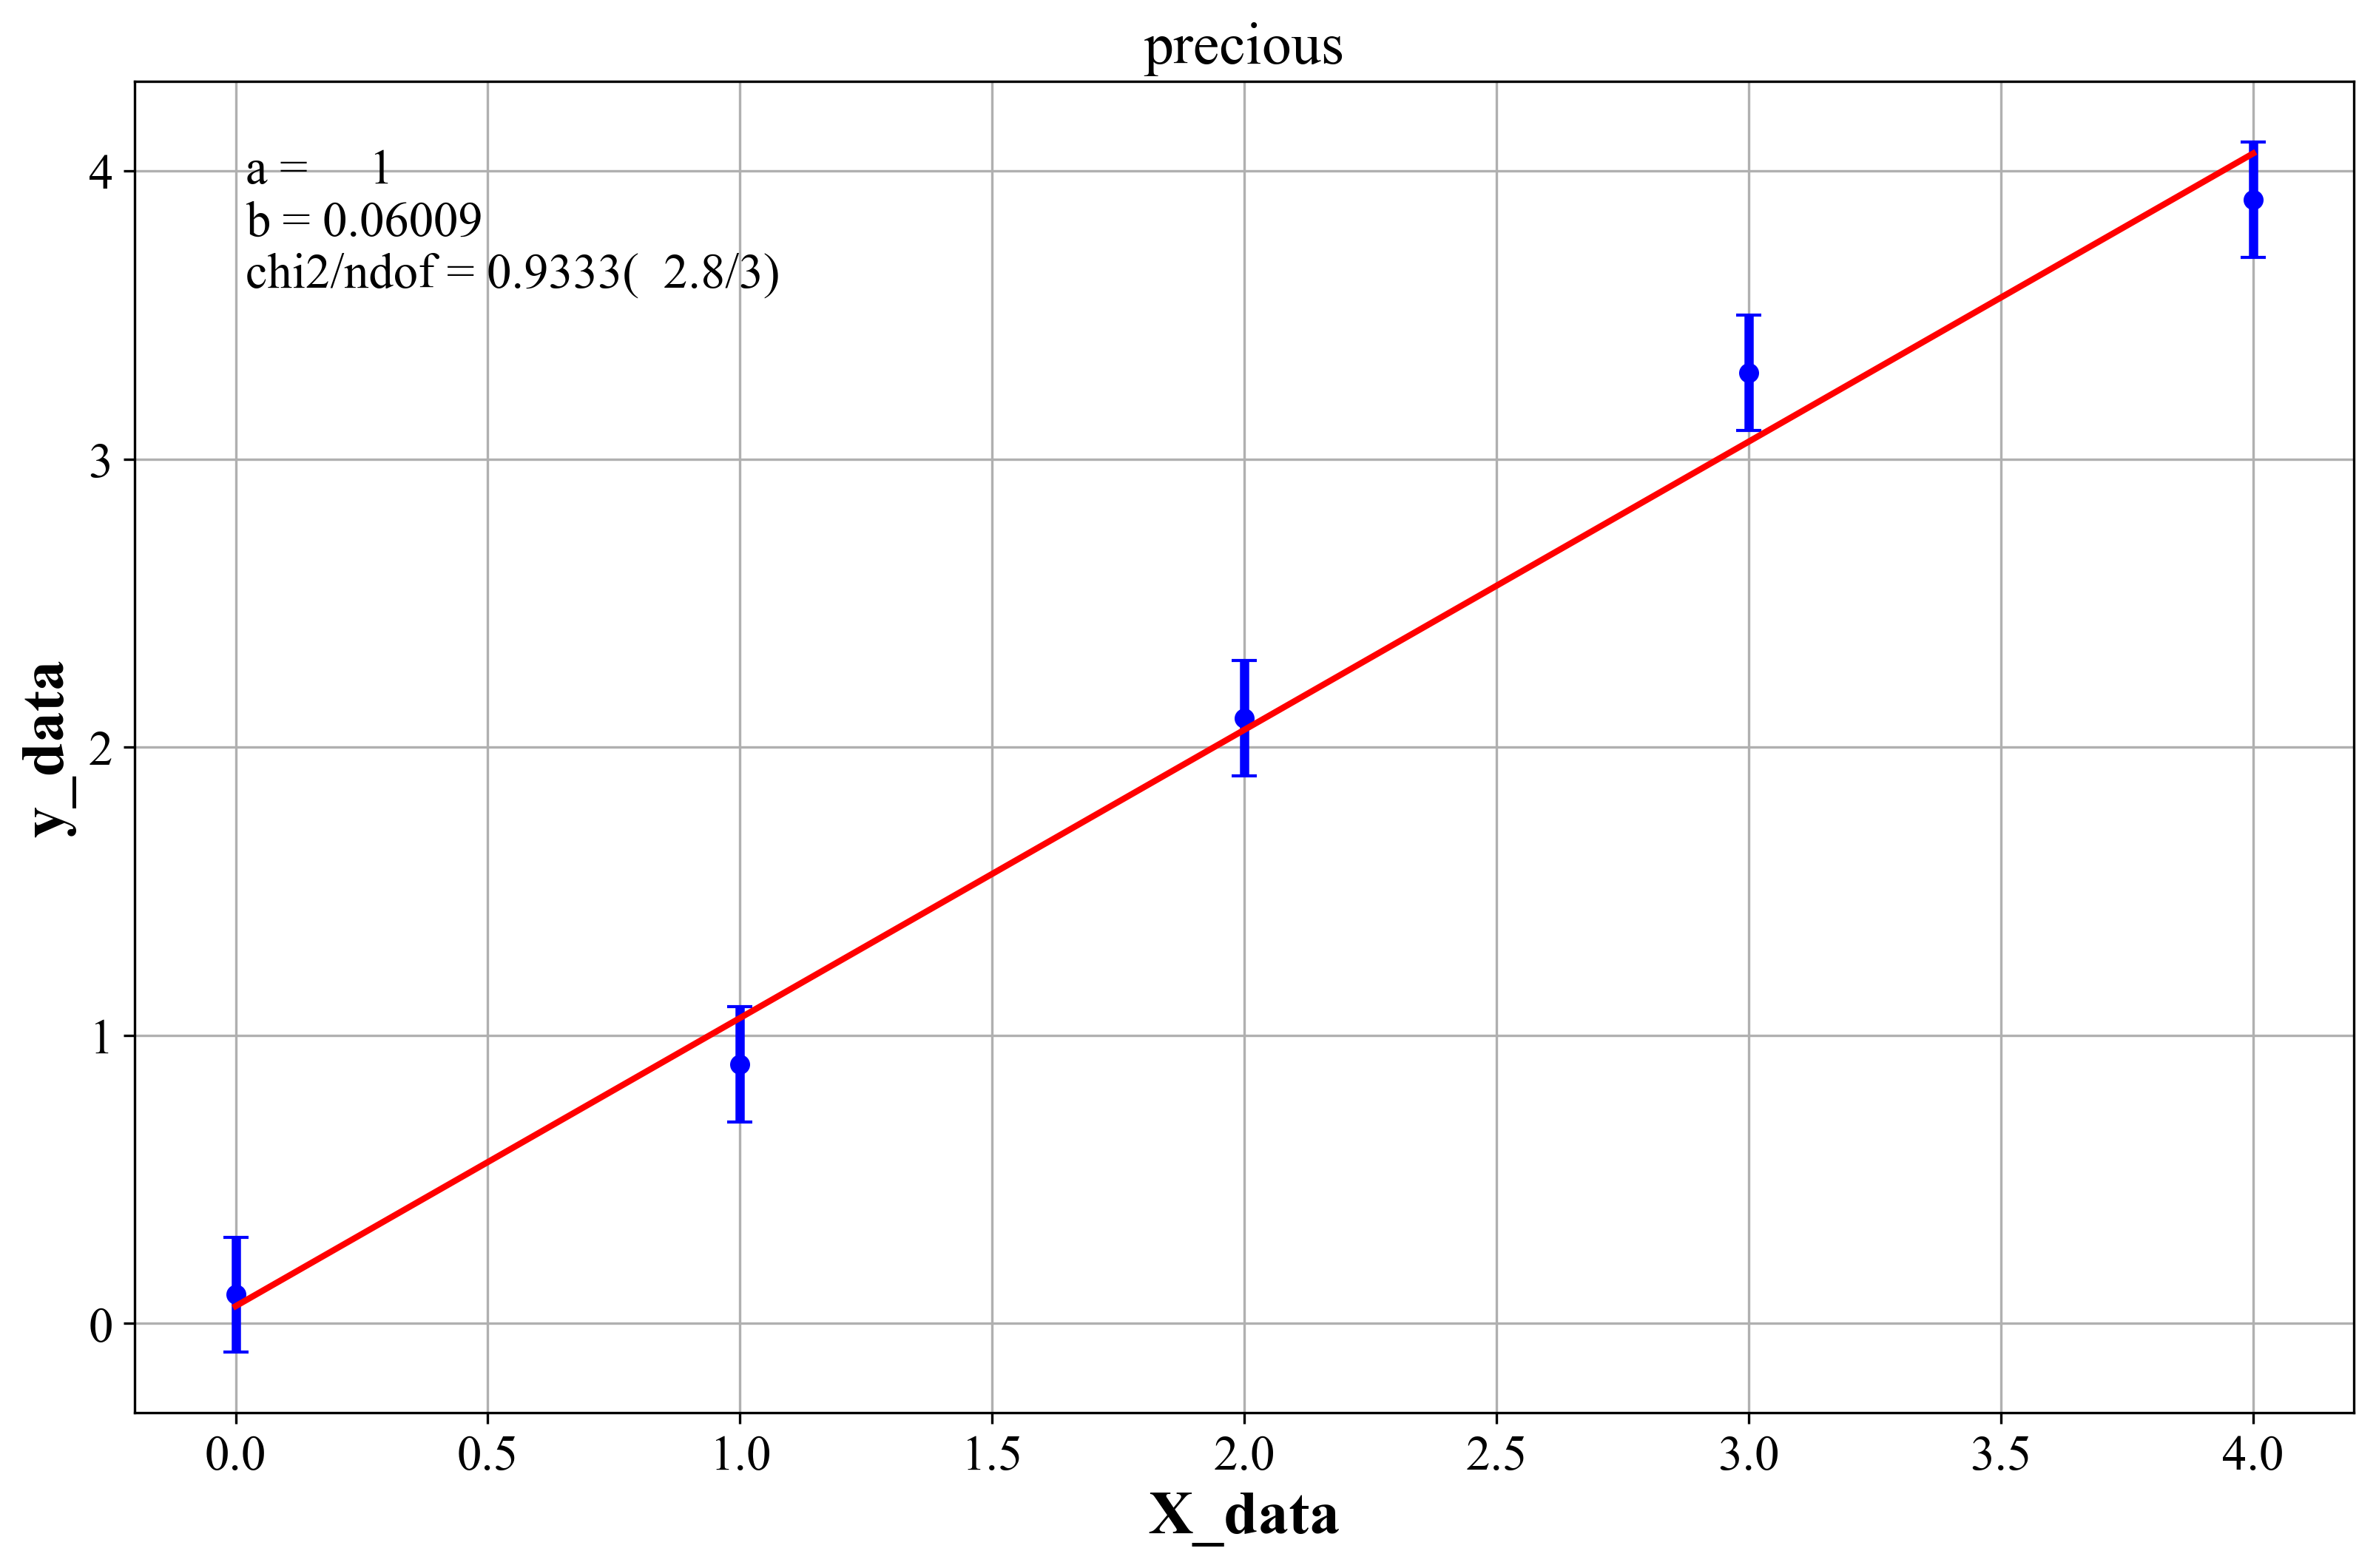 precious
a =      1
b = 0.06009
chi2/ndof = 0.9333(  2.8/3)
4
3
2
1
0
y_data
0.0 0.5 1.0 1.5 2.0 2.5 3.0 3.5 4.0
X_data